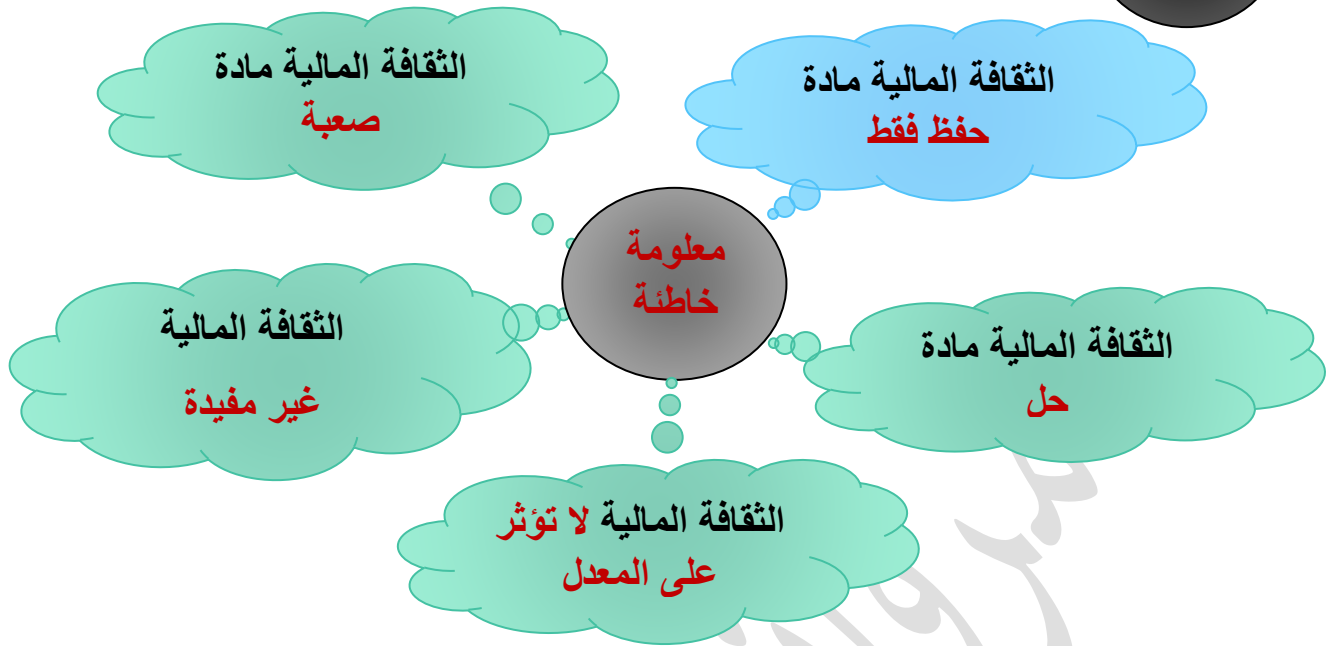 الثقافة المالية مادة
حفظ فقط
الثقافة المالية مادة
صعبة
معلومة
خاطئة
الثقافة المالية مادة
حل
الثقافة المالية
غير مفيدة
الثقافة المالية لا تؤثر
على المعدل